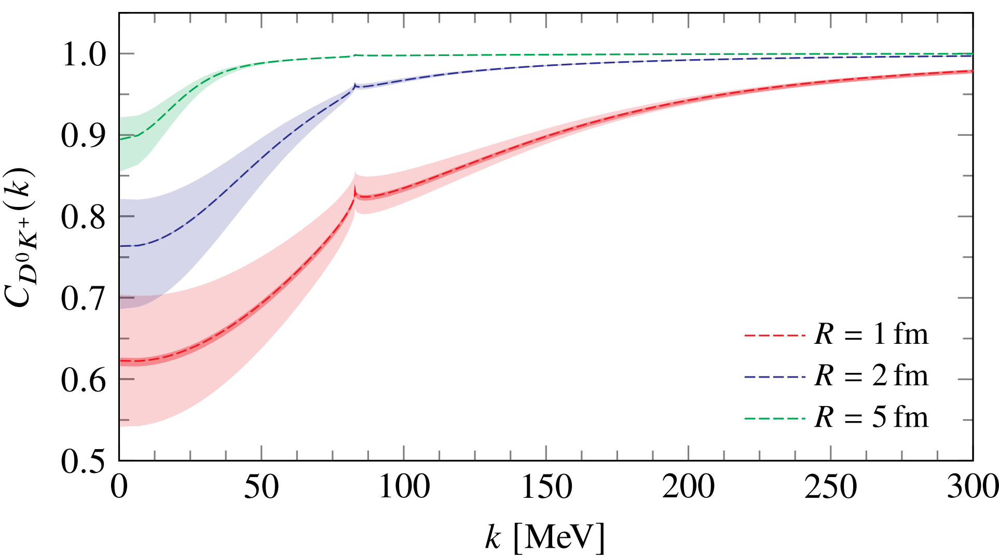 1.0
0.9
0.8
0.7
0.6
0.5
C_{D^0K^+}(k)
R = 1 fm
R = 2 fm
R = 5 fm
0 50 100 150 200 250 300
k [MeV]